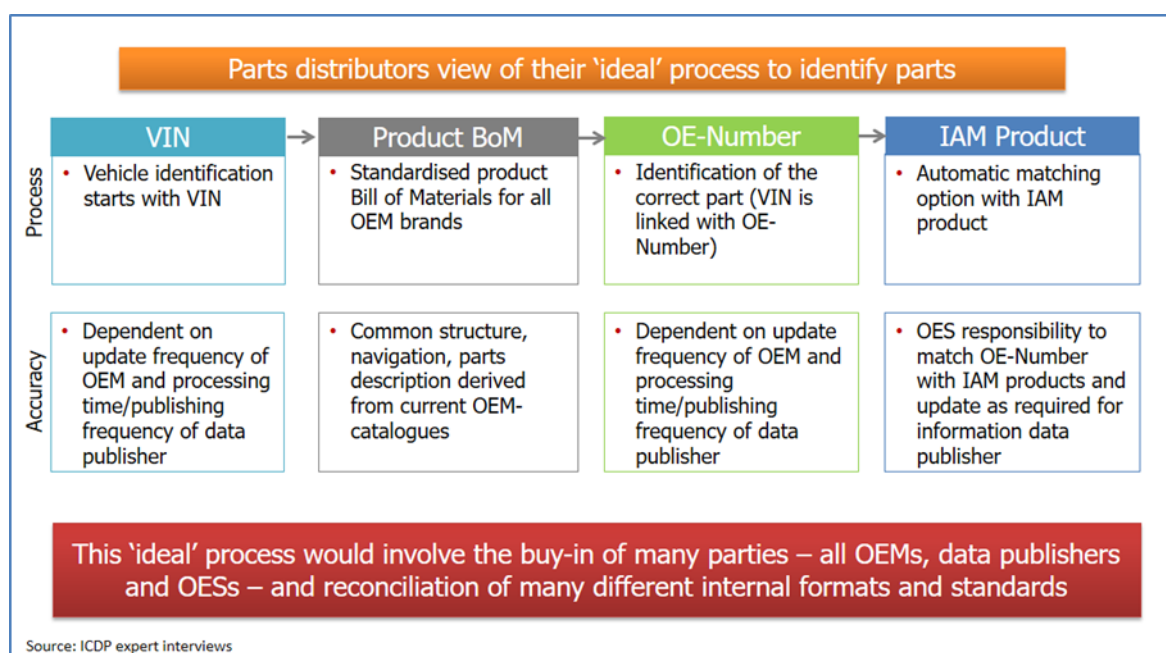 Parts distributors view of their ‘ideal’ process to identify parts
VIN
Product BoM
OE-Number
IAM Product
Process
• Vehicle identification
starts with VIN
• Standardised product
Bill of Materials for all
OEM brands
• Identification of the
correct part (VIN is
linked with OE-
Number)
• Automatic matching
option with IAM
product
Accuracy
• Dependent on
update frequency of
OEM and processing
time/publishing
frequency of data
publisher
• Common structure,
navigation, parts
description derived
from current OEM-
catalogues
• Dependent on update
frequency of OEM and
processing
time/publishing
frequency of data
publisher
• OES responsibility to
match OE-Number
with IAM products and
update as required for
information data
publisher
This ‘ideal’ process would involve the buy-in of many parties – all OEMs, data publishers
and OESs – and reconciliation of many different internal formats and standards
Source: ICDP expert interviews